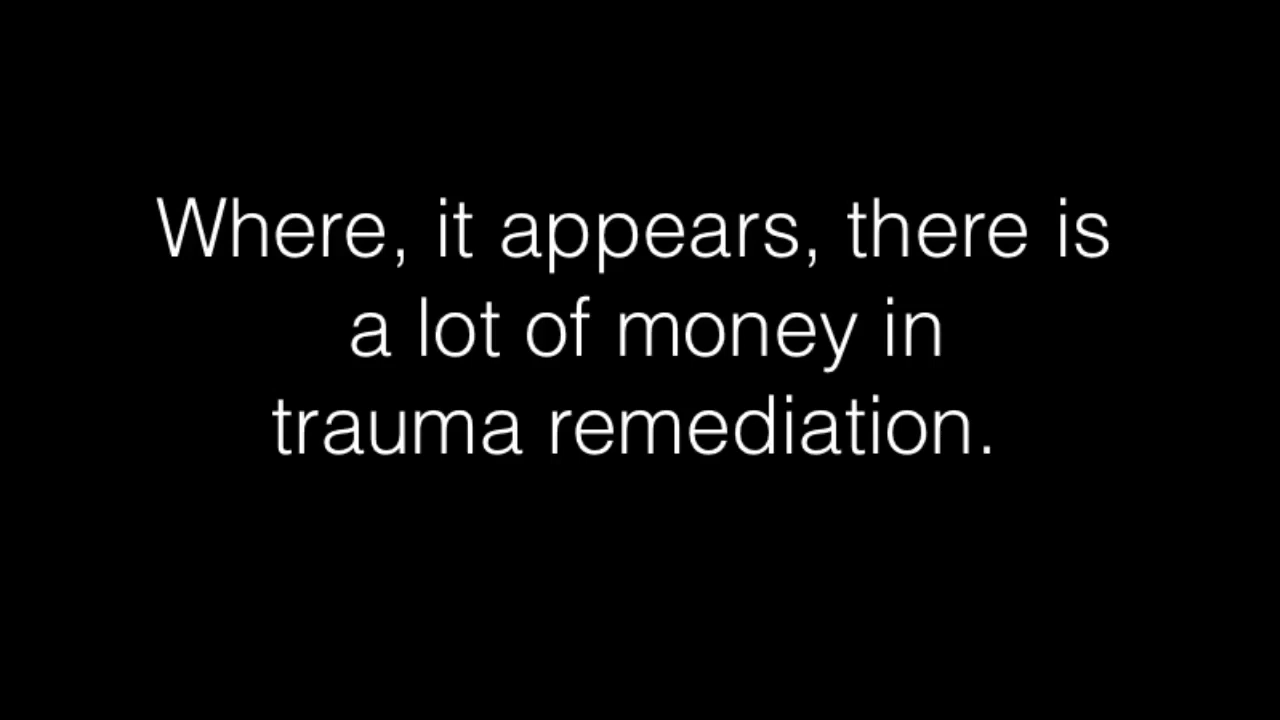 Where, it appears, there is
a lot of money in
trauma remediation.